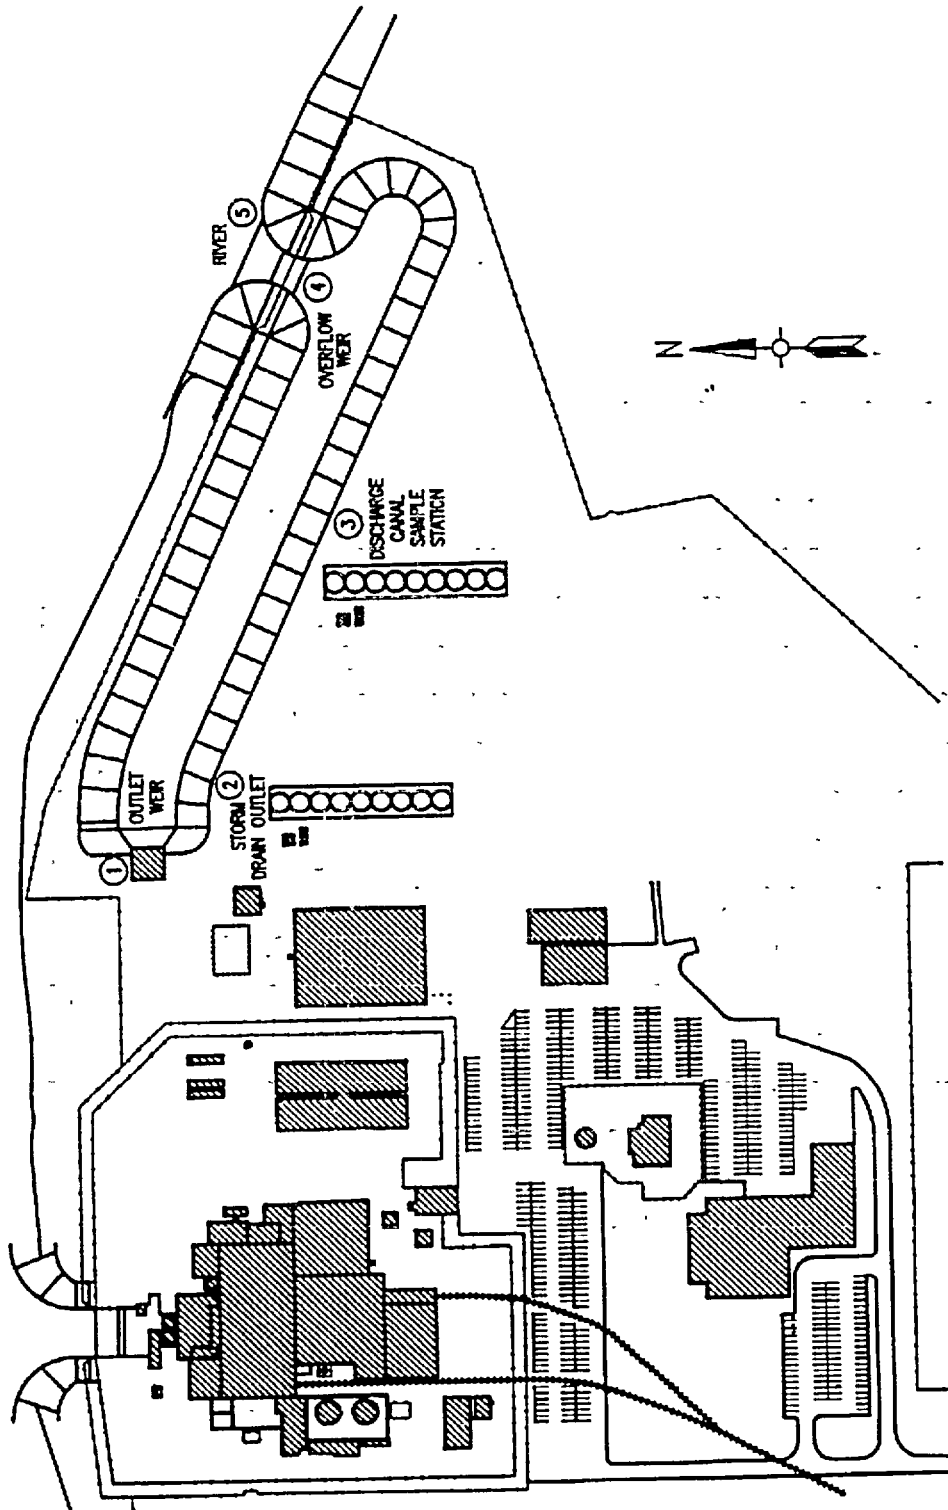 5
RIVER
4
OVERFLOW
WEIR
3
DISCHARGE
CANAL
SAMPLE
STATION
N
OUTLET
WEIR
2
STORM
DRAIN OUTLET
1